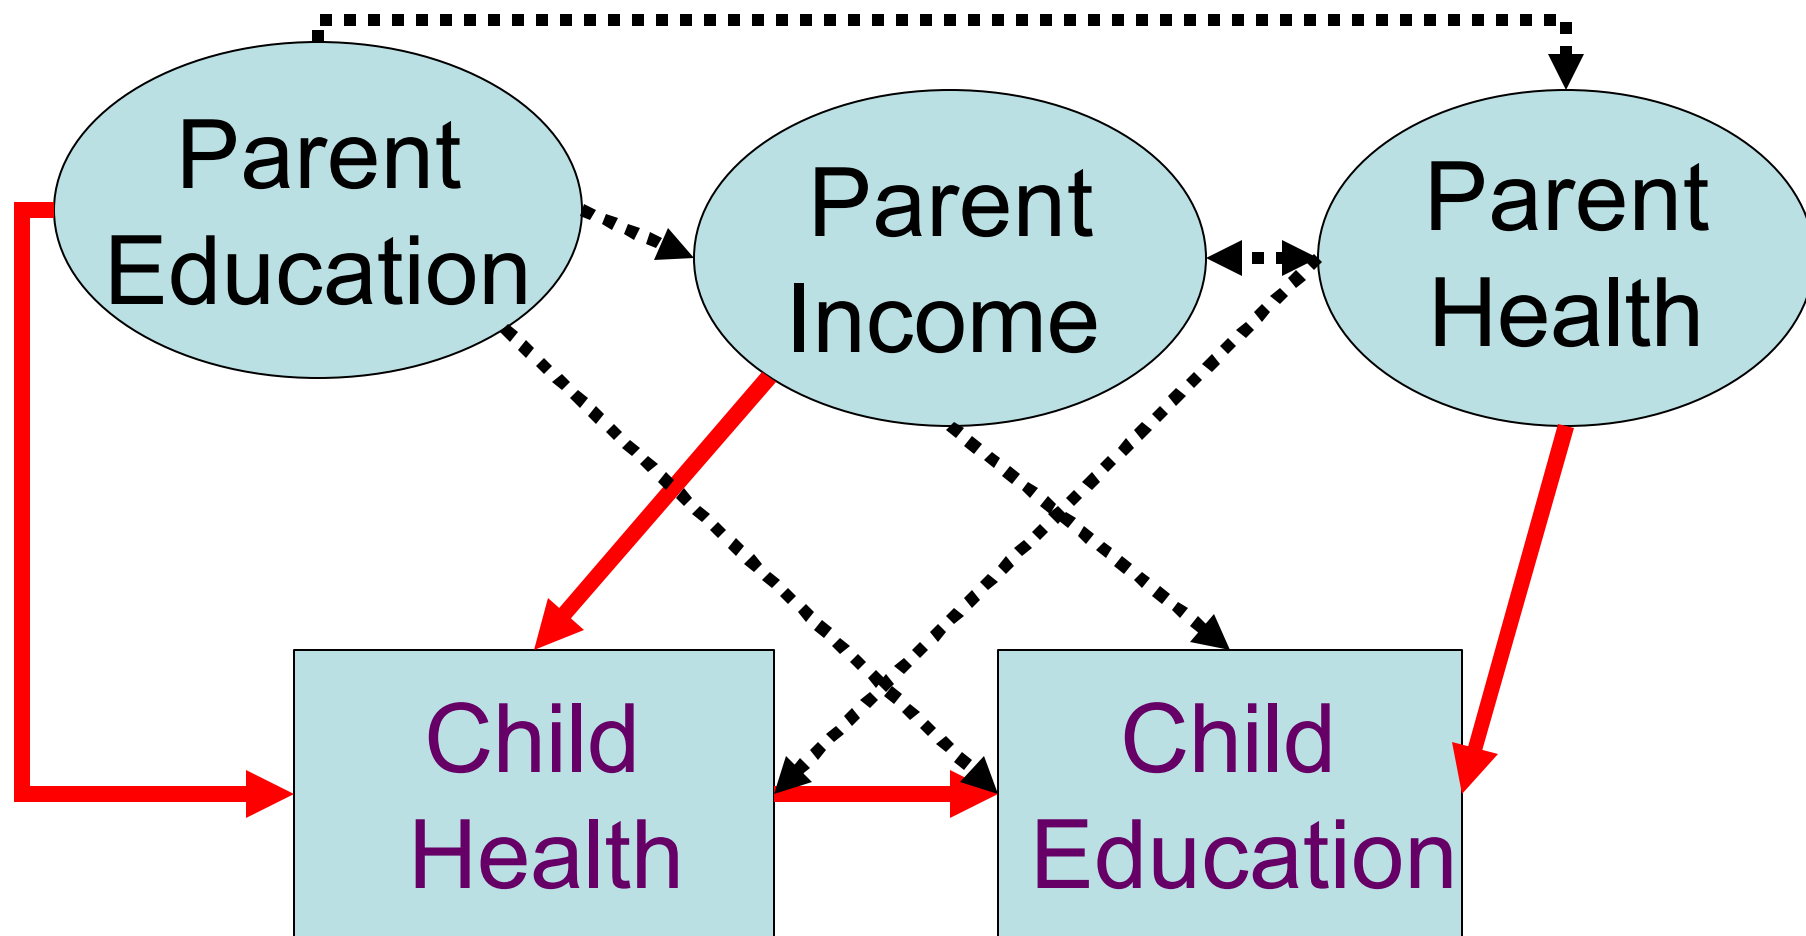 Parent
Education
Parent
Income
Parent
Health
Child
Health
Child
Education